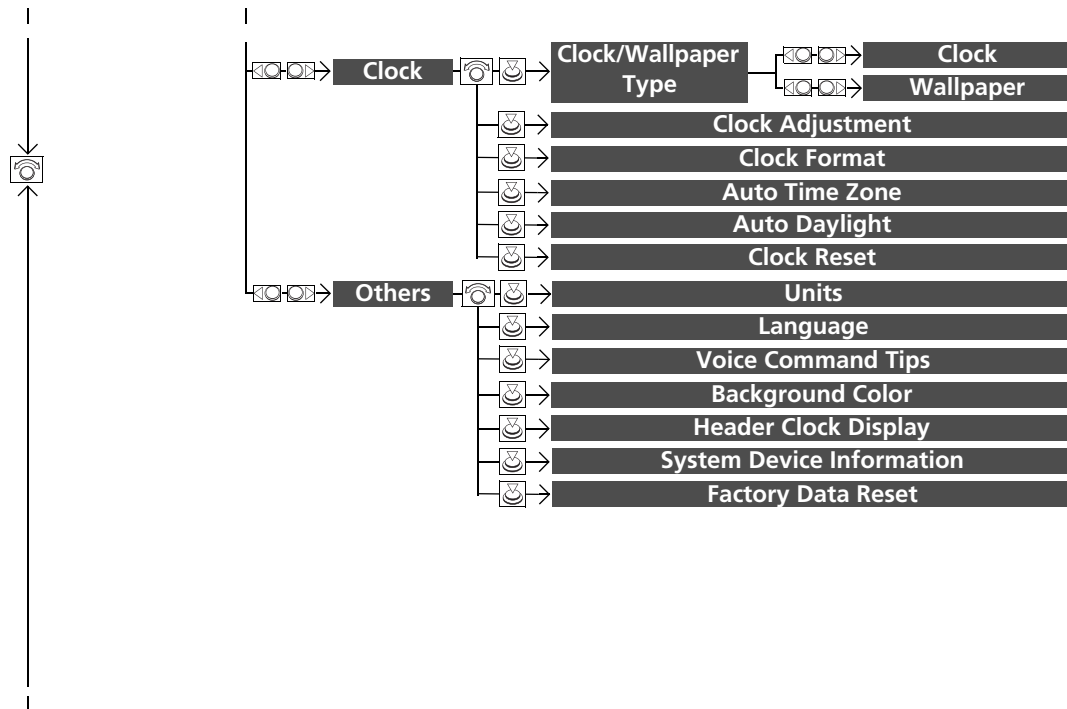 Clock
Clock/Wallpaper
Type
Clock
Wallpaper
Clock Adjustment
Clock Format
Auto Time Zone
Auto Daylight
Clock Reset
Others
Units
Language
Voice Command Tips
Background Color
Header Clock Display
System Device Information
Factory Data Reset